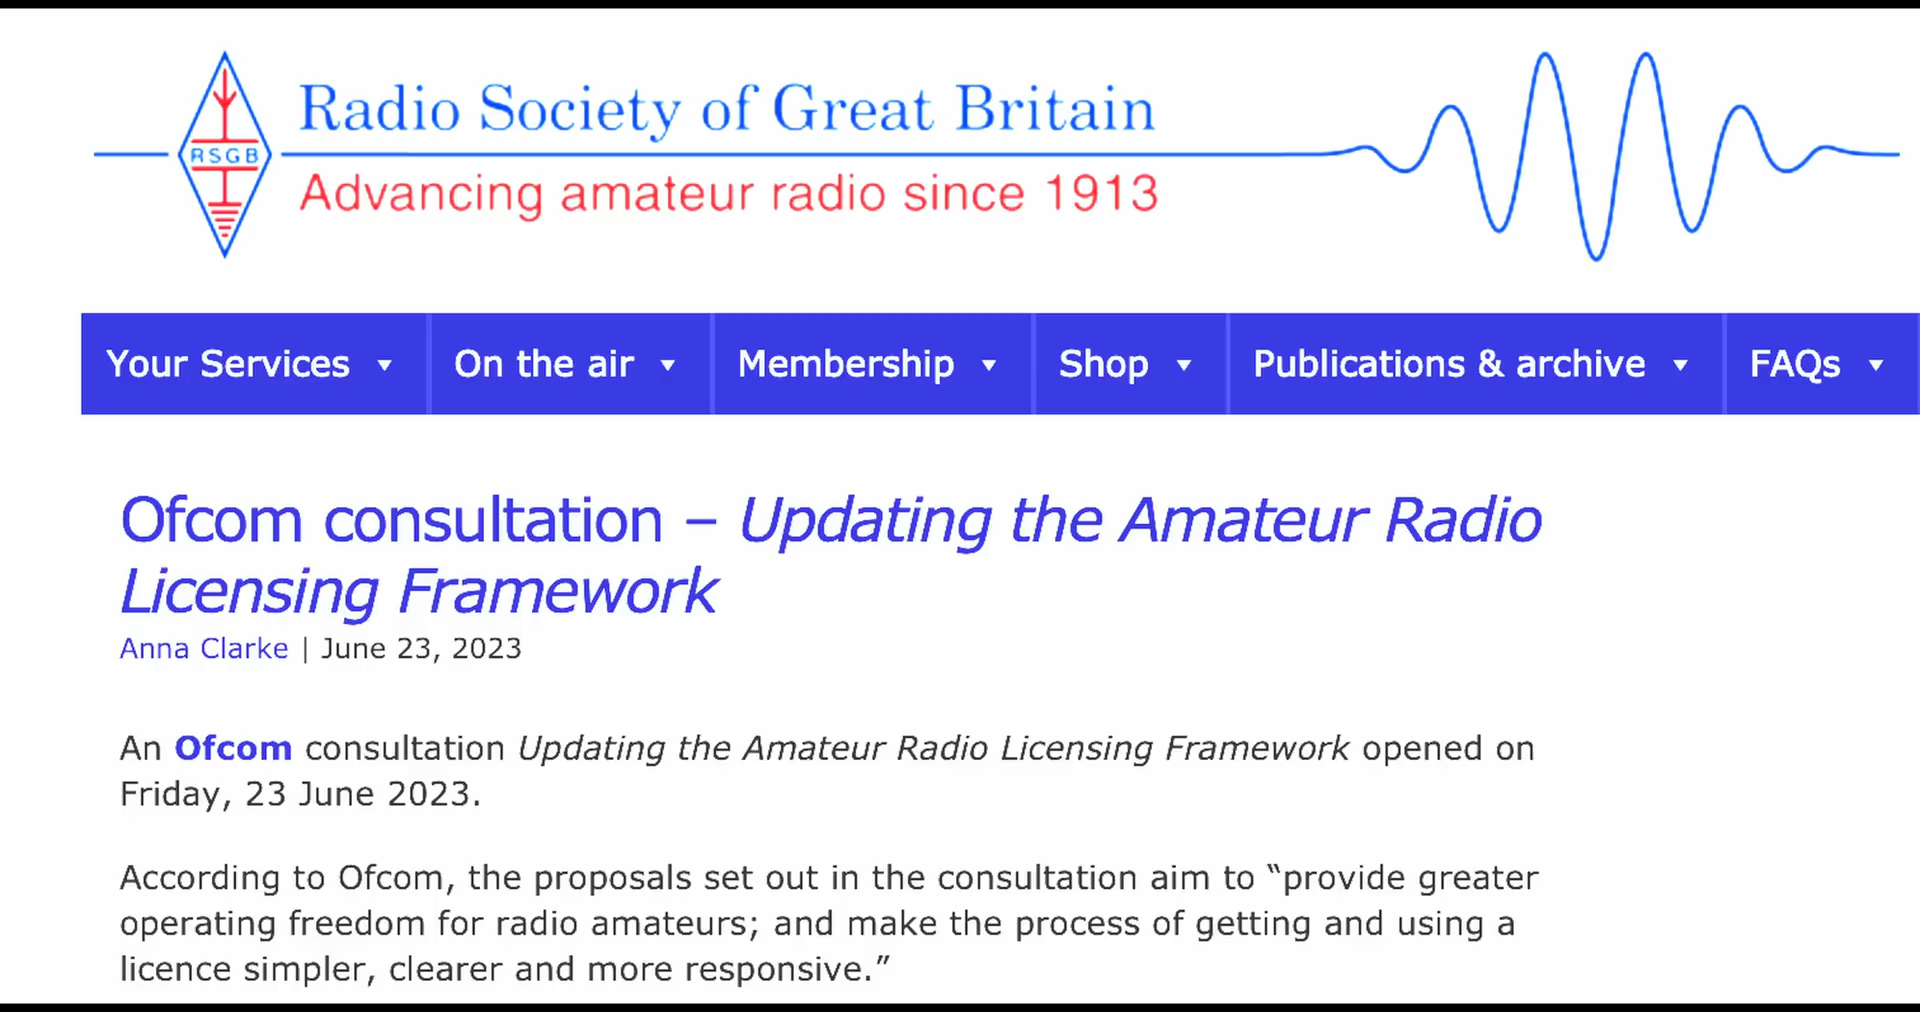 Radio Society of Great Britain
RSGB
Advancing amateur radio since 1913
Your Services ▼ On the air ▼ Membership ▼ Shop ▼ Publications & archive ▼ FAQs ▼
Ofcom consultation – Updating the Amateur Radio
Licensing Framework
Anna Clarke | June 23, 2023
An Ofcom consultation Updating the Amateur Radio Licensing Framework opened on
Friday, 23 June 2023.
According to Ofcom, the proposals set out in the consultation aim to “provide greater
operating freedom for radio amateurs; and make the process of getting and using a
licence simpler, clearer and more responsive.”